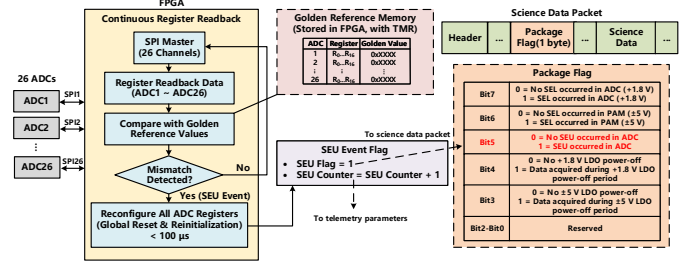 FPGA
Continuous Register Readback
SPI Master
(26 Channels)
Register Readback Data
(ADC1 ~ ADC26)
Compare with Golden
Reference Values
Mismatch
Detected?
No
Yes (SEU Event)
Reconfigure All ADC Registers
(Global Reset & Reinitialization)
< 100 µs
26 ADCs
ADC1
SPI1
ADC2
SPI2
⋮
ADC26
SPI26
Golden Reference Memory
(Stored in FPGA, with TMR)
ADC Register Golden Value
1 R0...R16 0xXXXX
2 R0...R16 0xXXXX
⋮ ⋮ ⋮
26 R0...R16 0xXXXX
SEU Event Flag
• SEU Flag = 1
• SEU Counter = SEU Counter + 1
To science data packet
To telemetry parameters
Science Data Packet
Header ... Package Flag(1 byte) ... Science Data ...
Package Flag
Bit7
0 = No SEL occurred in ADC (+1.8 V)
1 = SEL occurred in ADC (+1.8 V)
Bit6
0 = No SEL occurred in PAM (±5 V)
1 = SEL occurred in PAM (±5 V)
Bit5
0 = No SEU occurred in ADC
1 = SEU occurred in ADC
Bit4
0 = No +1.8 V LDO power-off
1 = Data acquired during +1.8 V LDO
power-off period
Bit3
0 = No ±5 V LDO power-off
1 = Data acquired during ±5 V LDO
power-off period
Bit2-Bit0
Reserved